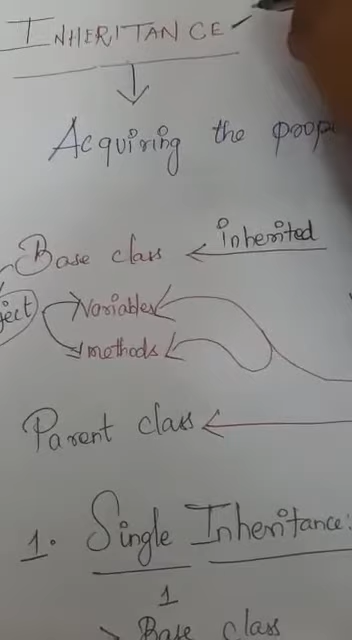 INHERITANCE
Acquiring the
Base class inherited
Variables
methods
Parent class
1. Single Inheritance:
1
Base class